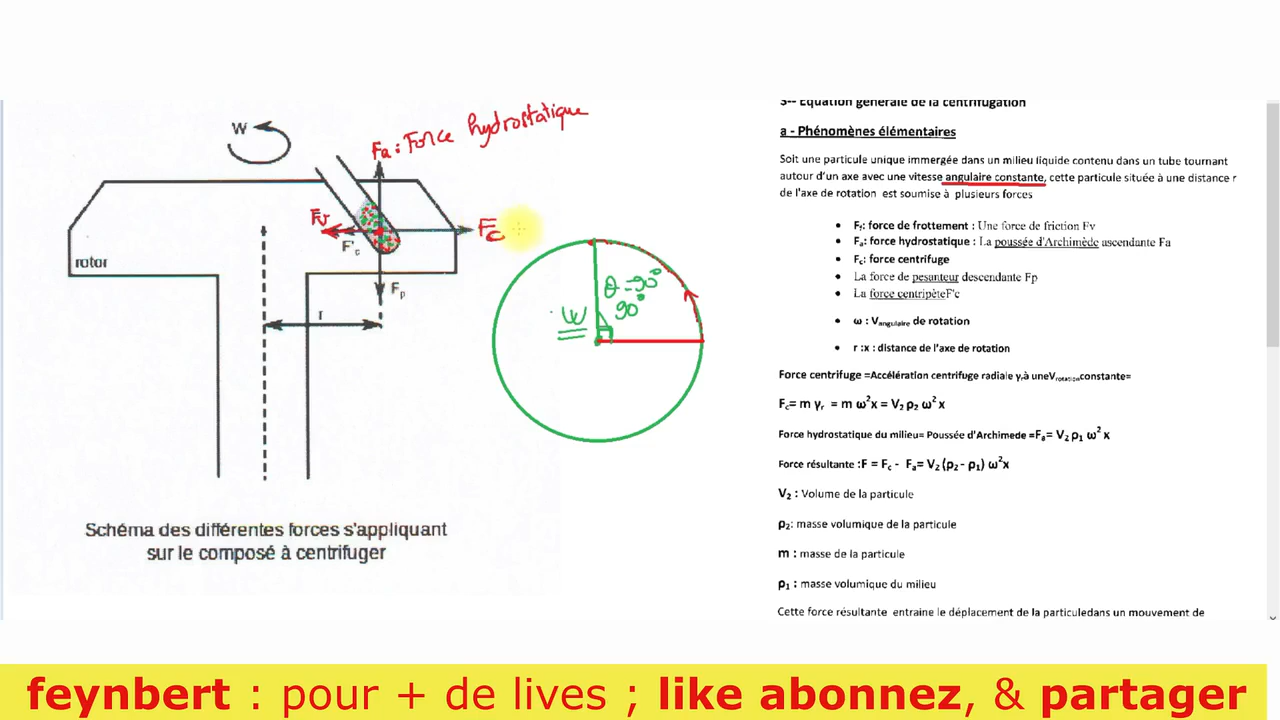 Fa : Force hydrostatique
W
Fv
Fc
F'c
rotor
Fp
r
θ = 90°
90°
W
Schéma des différentes forces s'appliquant
sur le composé à centrifuger
3-- Equation générale de la centrifugation
a - Phénomènes élémentaires
Soit une particule unique immergée dans un milieu liquide contenu dans un tube tournant
autour d'un axe avec une vitesse angulaire constante, cette particule située à une distance r
de l'axe de rotation est soumise à plusieurs forces
• Ff: force de frottement : Une force de friction Fv
• Fa: force hydrostatique : La poussée d'Archimède ascendante Fa
• Fc: force centrifuge
• La force de pesanteur descendante Fp
• La force centripèteF'c
• ω : Vangulaire de rotation
• r :x : distance de l'axe de rotation
Force centrifuge =Accélération centrifuge radiale γ,à uneVrotationconstante=
Fc= m γr = m ω²x = V2 ρ2 ω² x
Force hydrostatique du milieu= Poussée d'Archimede =Fa= V2 ρ1 ω² x
Force résultante :F = Fc - Fa= V2 (ρ2 - ρ1) ω²x
V2 : Volume de la particule
ρ2: masse volumique de la particule
m : masse de la particule
ρ1 : masse volumique du milieu
Cette force résultante entraine le déplacement de la particuledans un mouvement de
feynbert : pour + de lives ; like abonnez, & partager